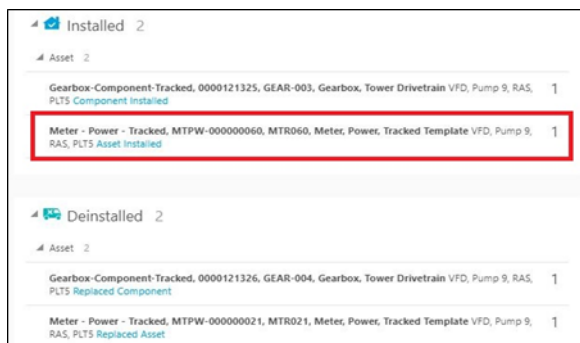 Installed 2
Asset 2
Gearbox-Component-Tracked, 0000121325, GEAR-003, Gearbox, Tower Drivetrain VFD, Pump 9, RAS, 1
PLT5 Component Installed
Meter - Power - Tracked, MTPW-000000060, MTR060, Meter, Power, Tracked Template VFD, Pump 9, 1
RAS, PLT5 Asset Installed
Deinstalled 2
Asset 2
Gearbox-Component-Tracked, 0000121326, GEAR-004, Gearbox, Tower Drivetrain VFD, Pump 9, RAS, 1
PLT5 Replaced Component
Meter - Power - Tracked, MTPW-000000021, MTR021, Meter, Power, Tracked Template VFD, Pump 9, 1
RAS, PLT5 Replaced Asset